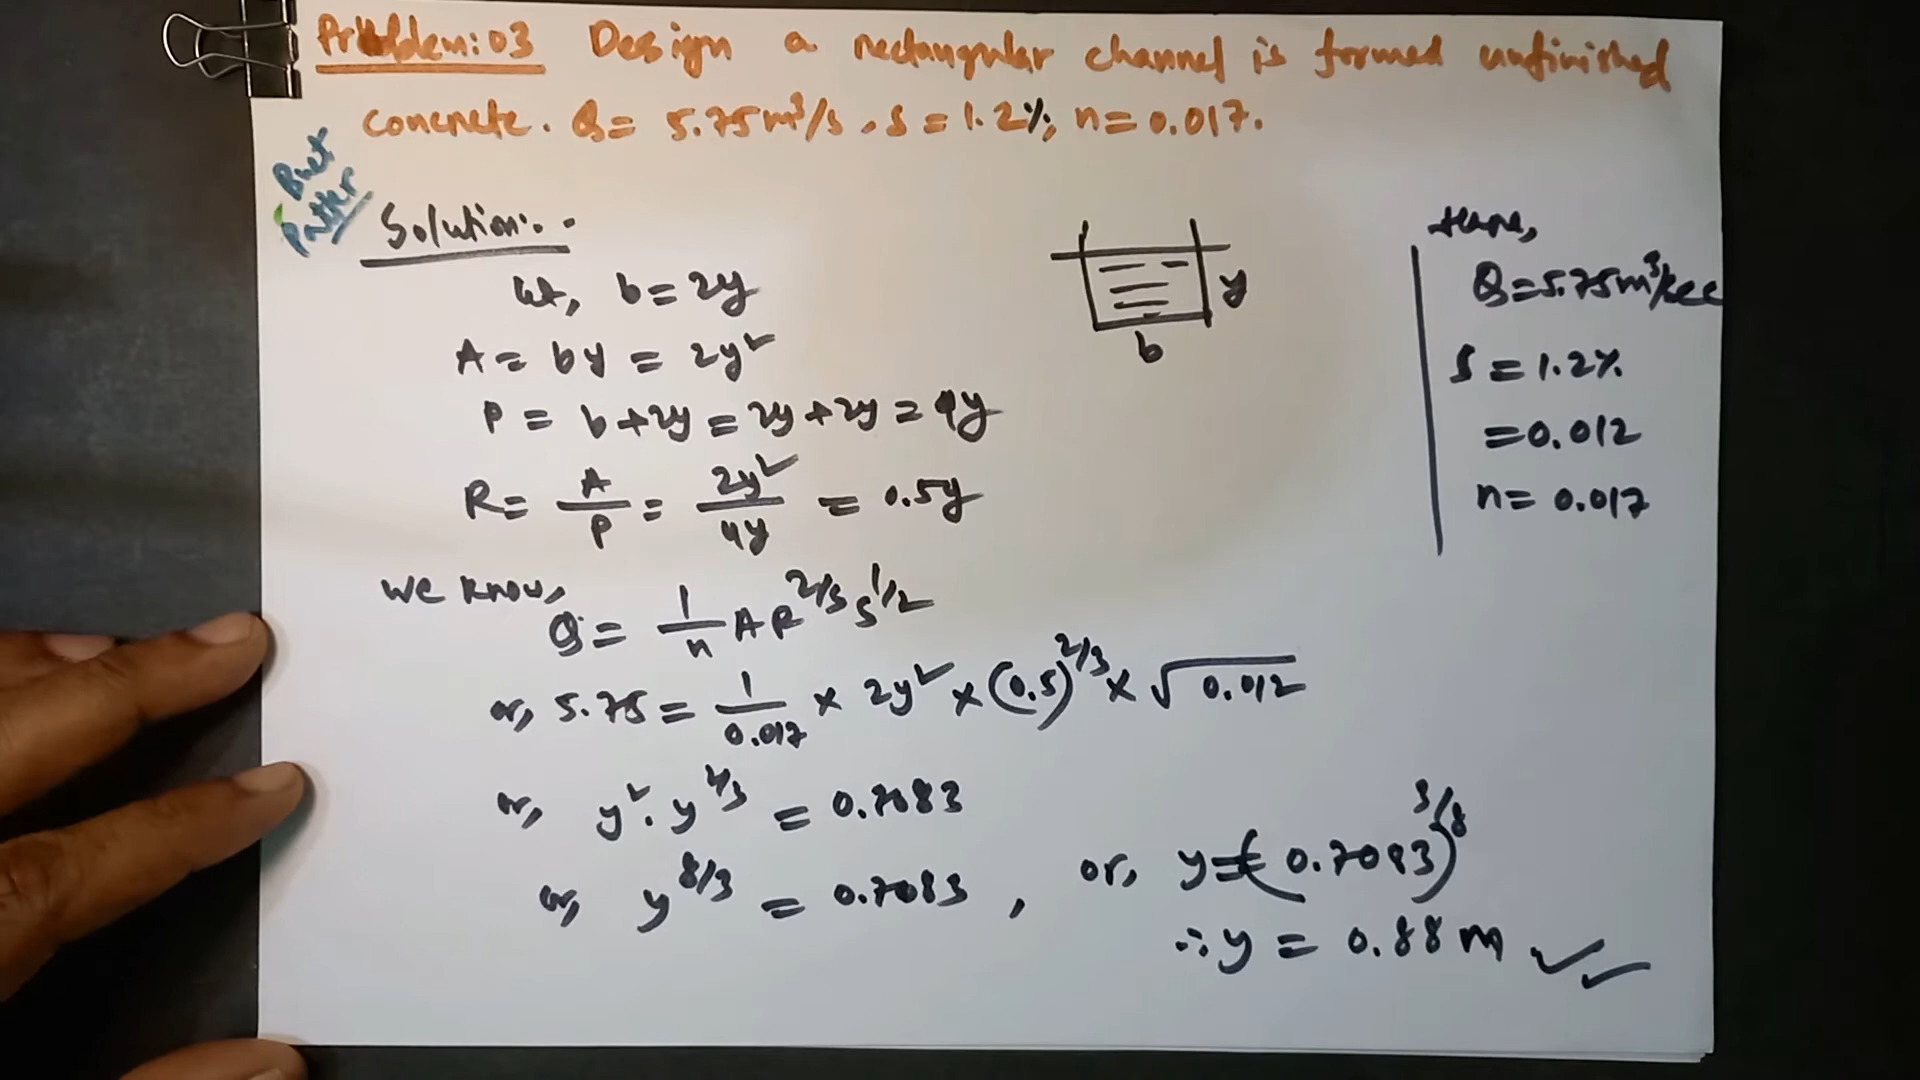 Problem: 03 Design a rectangular channel is formed unfinished
concrete. Q = 5.75 m³/s, S = 1.2%, n = 0.017.
Buet
Patter
Solution:-
Let, b = 2y
A = by = 2y²
P = b + 2y = 2y + 2y = 4y
R = A/P = 2y²/4y = 0.5y
We know,
Q = 1/n A R^2/3 S^1/2
or, 5.75 = 1/0.017 × 2y² × (0.5)^2/3 × √0.012
or, y² . y^2/3 = 0.7083
or, y^8/3 = 0.7083 , or, y = (0.7083)^3/8
∴ y = 0.88 m
y
b
Here,
Q = 5.75 m³/sec
S = 1.2%
= 0.012
n = 0.017